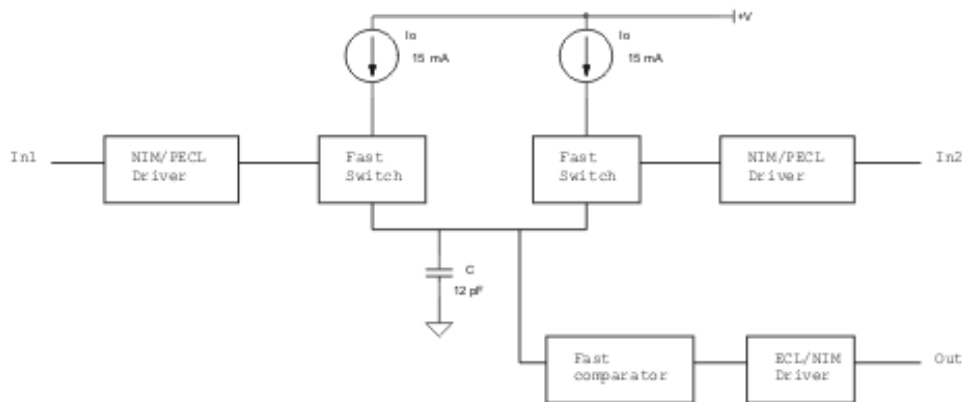 +V
Io
15 mA
Io
15 mA
In1
NIM/PECL
Driver
Fast
Switch
Fast
Switch
NIM/PECL
Driver
In2
C
12 pF
Fast
comparator
ECL/NIM
Driver
Out